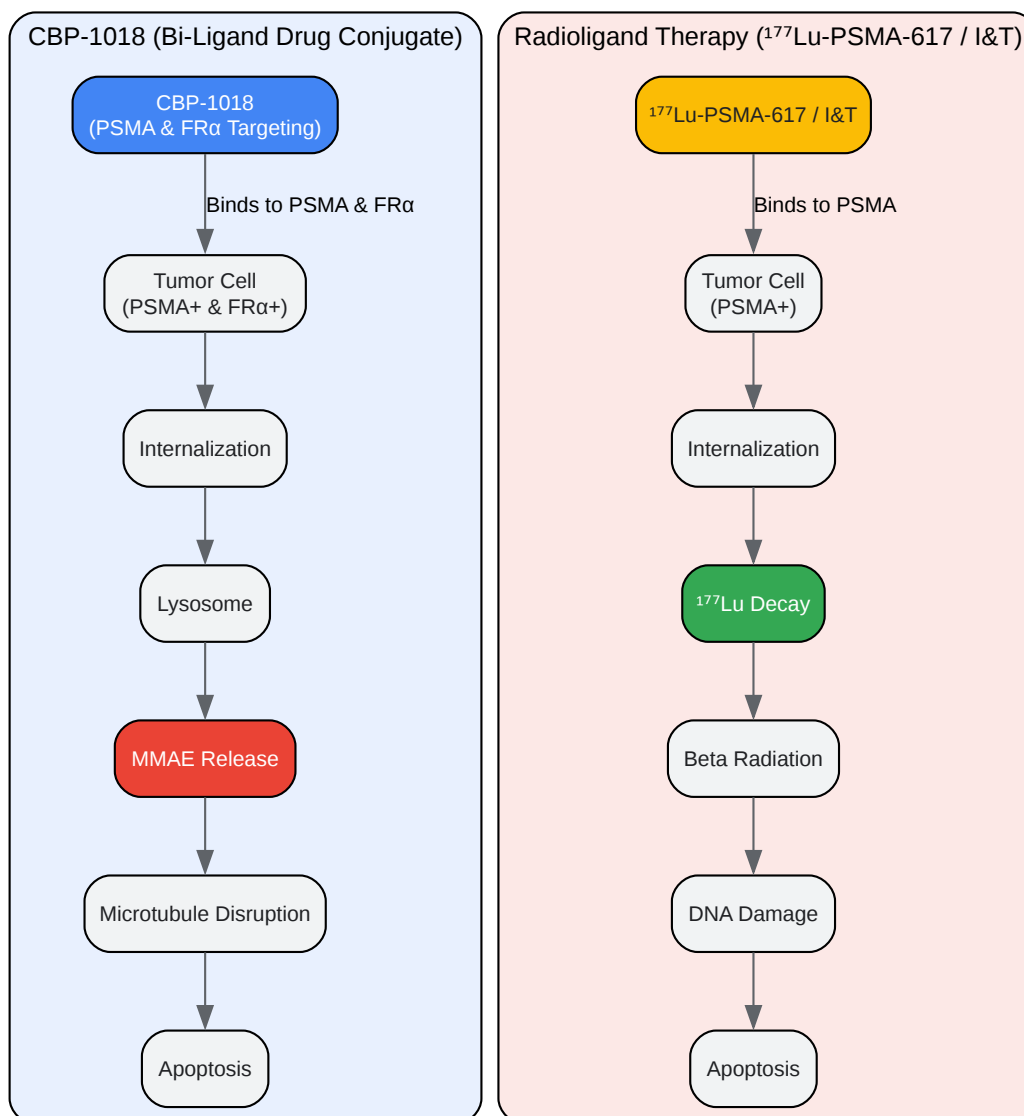 CBP-1018 (Bi-Ligand Drug Conjugate)
CBP-1018
(PSMA & FRα Targeting)
Binds to PSMA & FRα
Tumor Cell
(PSMA+ & FRα+)
Internalization
Lysosome
MMAE Release
Microtubule Disruption
Apoptosis
Radioligand Therapy (¹⁷⁷Lu-PSMA-617 / I&T)
¹⁷⁷Lu-PSMA-617 / I&T
Binds to PSMA
Tumor Cell
(PSMA+)
Internalization
¹⁷⁷Lu Decay
Beta Radiation
DNA Damage
Apoptosis